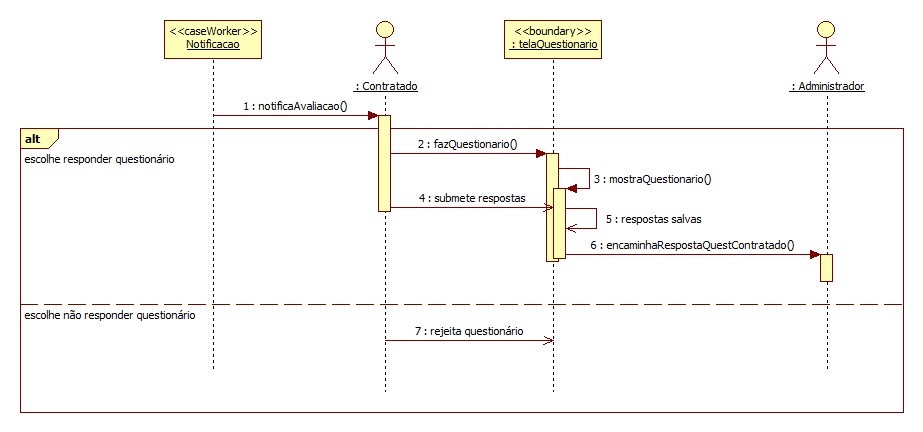 <<caseWorker>>
Notificacao
: Contratado
<<boundary>>
: telaQuestionario
: Administrador
1 : notificaAvaliacao()
alt
escolhe responder questionário
2 : fazQuestionario()
3 : mostraQuestionario()
4 : submete respostas
5 : respostas salvas
6 : encaminhaRespostaQuestContratado()
escolhe não responder questionário
7 : rejeita questionário